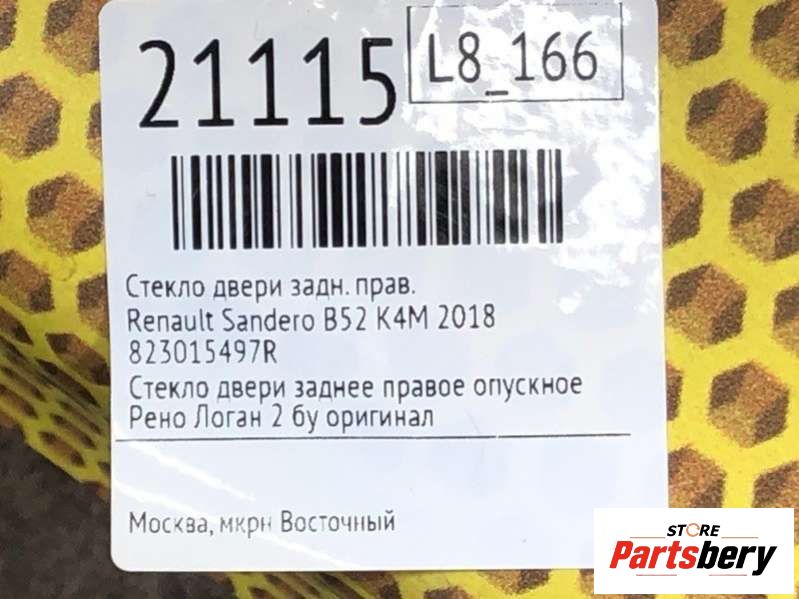 21115
L8_166
Стекло двери задн. прав.
Renault Sandero B52 K4M 2018
823015497R
Стекло двери заднее правое опускное
Рено Логан 2 бу оригинал
Москва, мкрн Восточный
STORE
Partsbery